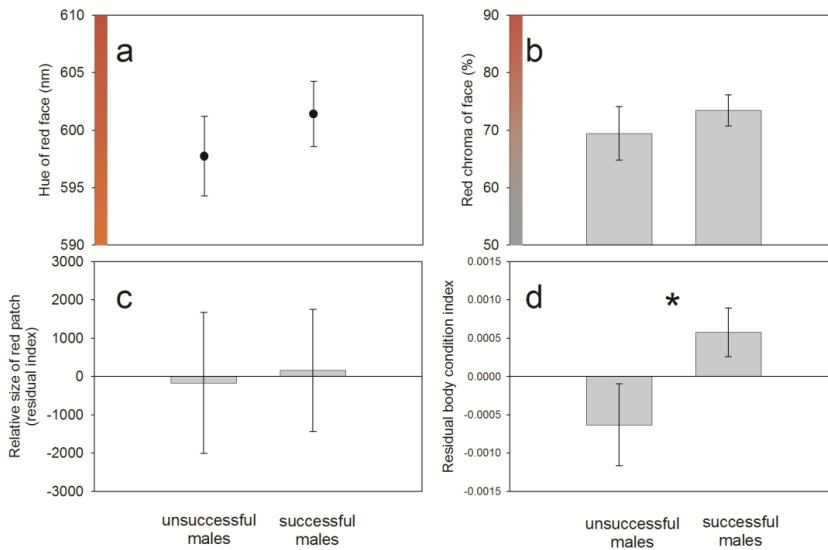 a
Hue of red face (nm)
610
605
600
595
590
b
Red chroma of face (%)
90
80
70
60
50
c
Relative size of red patch
(residual index)
3000
2000
1000
0
-1000
-2000
-3000
unsuccessful
males
successful
males
d
*
Residual body condition index
0.0015
0.0010
0.0005
0.0000
-0.0005
-0.0010
-0.0015
unsuccessful
males
successful
males